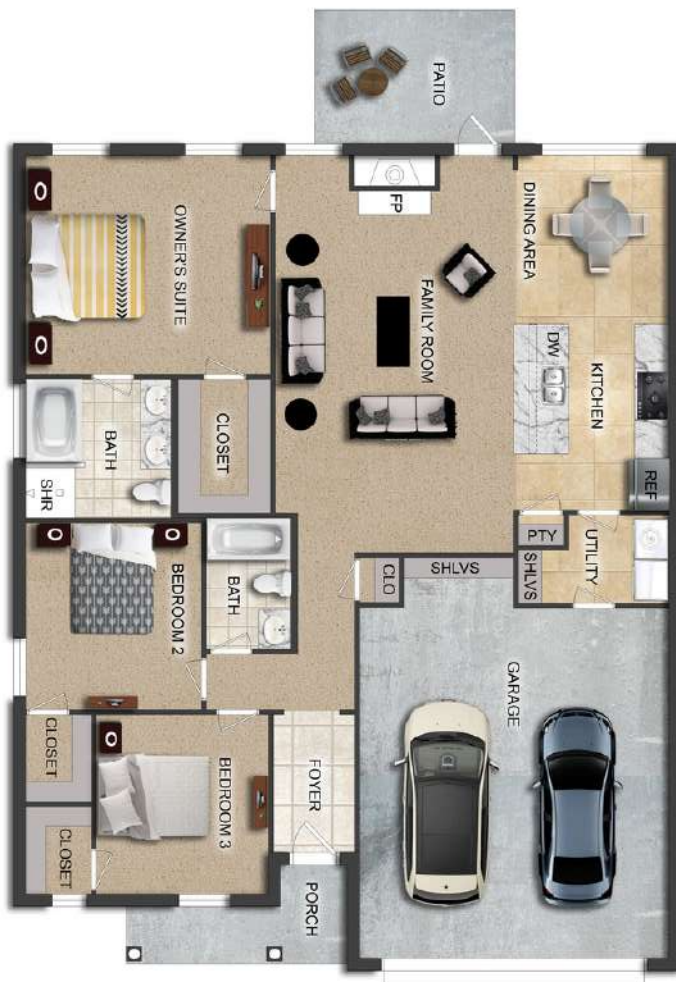 PATIO
FP
OWNER'S SUITE
FAMILY ROOM
DINING AREA
KITCHEN
DW
REF
CLOSET
BATH
SHR
PTY
UTILITY
SHLVS
SHLVS
CLO
BATH
BEDROOM 2
GARAGE
CLOSET
BEDROOM 3
FOYER
CLOSET
PORCH